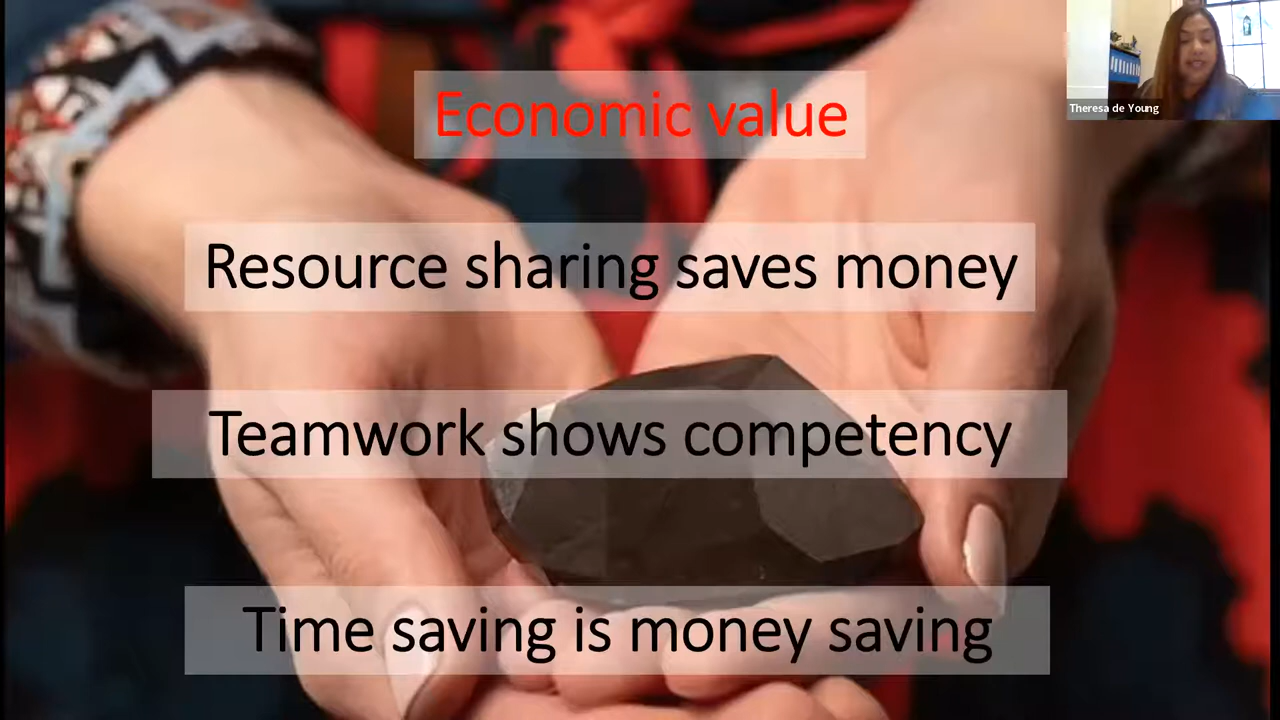 Economic value
Theresa de Young
Resource sharing saves money
Teamwork shows competency
Time saving is money saving